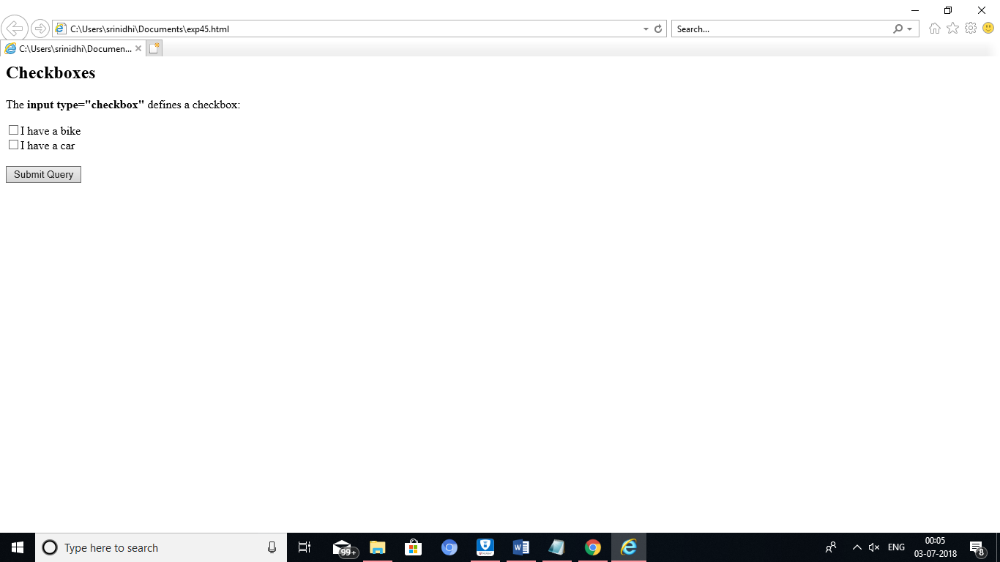 C:\Users\srinidhi\Documents\exp45.html
Search...
C:\Users\srinidhi\Documen...
Checkboxes
The input type="checkbox" defines a checkbox:
I have a bike
I have a car
Submit Query
Type here to search
99+
ENG
00:05
03-07-2018
8